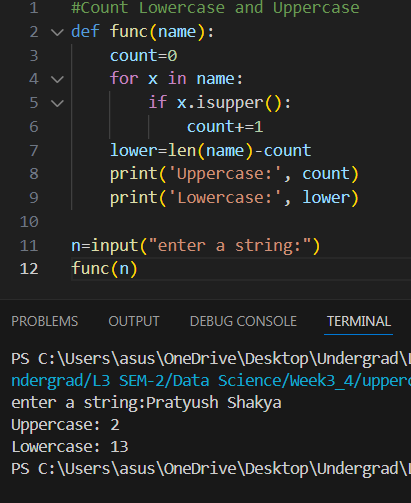 1 #Count Lowercase and Uppercase
2 def func(name):
3 count=0
4 for x in name:
5 if x.isupper():
6 count+=1
7 lower=len(name)-count
8 print('Uppercase:', count)
9 print('Lowercase:', lower)
10
11 n=input("enter a string:")
12 func(n)
PROBLEMS OUTPUT DEBUG CONSOLE TERMINAL
PS C:\Users\asus\OneDrive\Desktop\Undergrad\
ndergrad/L3 SEM-2/Data Science/Week3_4/upper
enter a string:Pratyush Shakya
Uppercase: 2
Lowercase: 13
PS C:\Users\asus\OneDrive\Desktop\Undergrad\